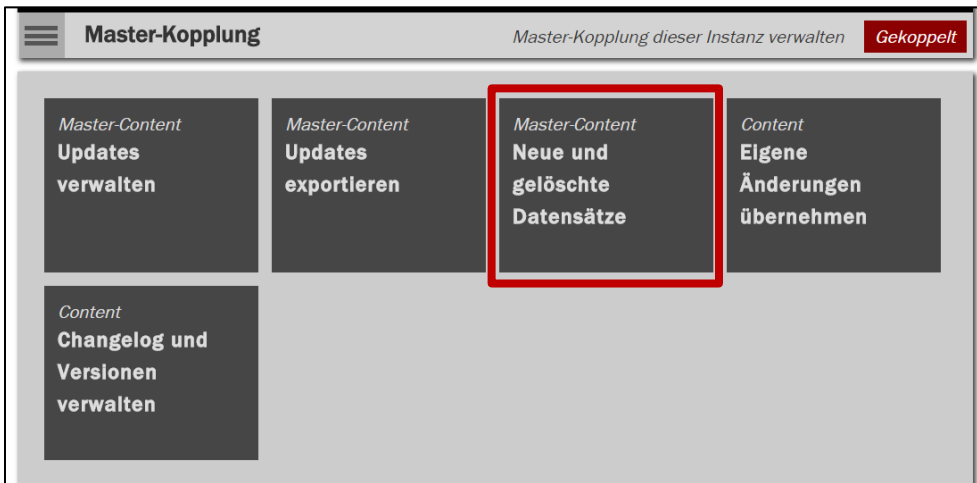 Master-Kopplung
Master-Kopplung dieser Instanz verwalten
Gekoppelt
Master-Content
Updates
verwalten
Master-Content
Updates
exportieren
Master-Content
Neue und
gelöschte
Datensätze
Content
Eigene
Änderungen
übernehmen
Content
Changelog und
Versionen
verwalten